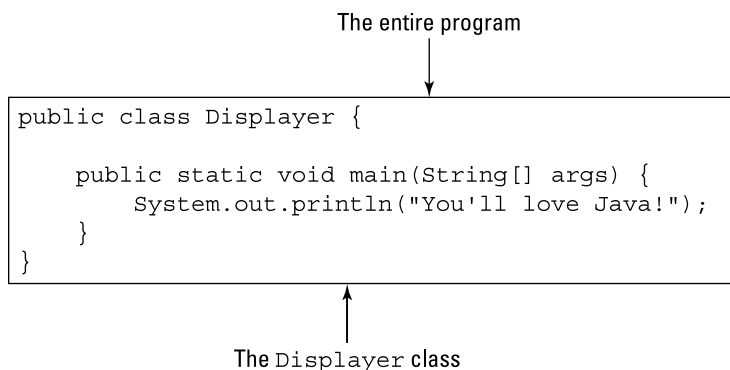 The entire program
public class Displayer {
public static void main(String[] args) {
System.out.println("You'll love Java!");
}
}
The Displayer class